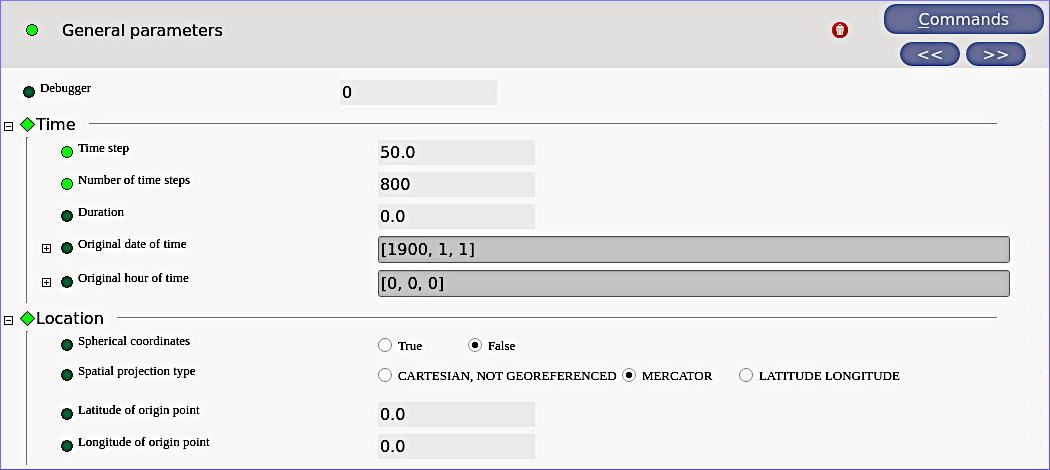 General parameters
Commands
<< >>
Debugger 0
Time
Time step 50.0
Number of time steps 800
Duration 0.0
Original date of time [1900, 1, 1]
Original hour of time [0, 0, 0]
Location
Spherical coordinates True False
Spatial projection type CARTESIAN, NOT GEOREFERENCED MERCATOR LATITUDE LONGITUDE
Latitude of origin point 0.0
Longitude of origin point 0.0